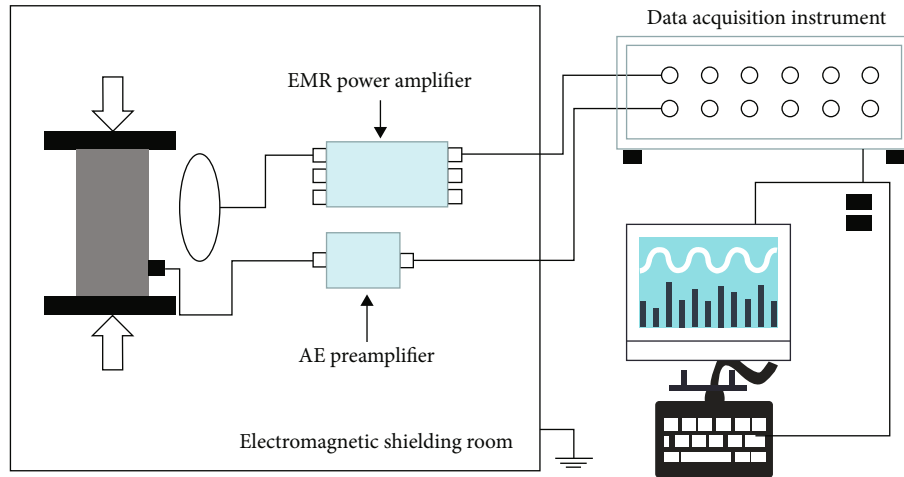 Data acquisition instrument
EMR power amplifier
AE preamplifier
Electromagnetic shielding room